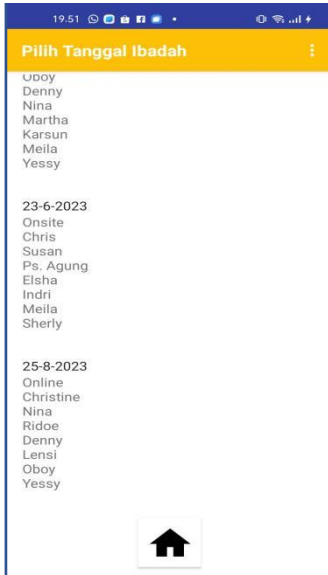 19.51
Pilih Tanggal Ibadah
Oboy
Denny
Nina
Martha
Karsun
Meila
Yessy
23-6-2023
Onsite
Chris
Susan
Ps. Agung
Elsha
Indri
Meila
Sherly
25-8-2023
Online
Christine
Nina
Ridoe
Denny
Lensi
Oboy
Yessy